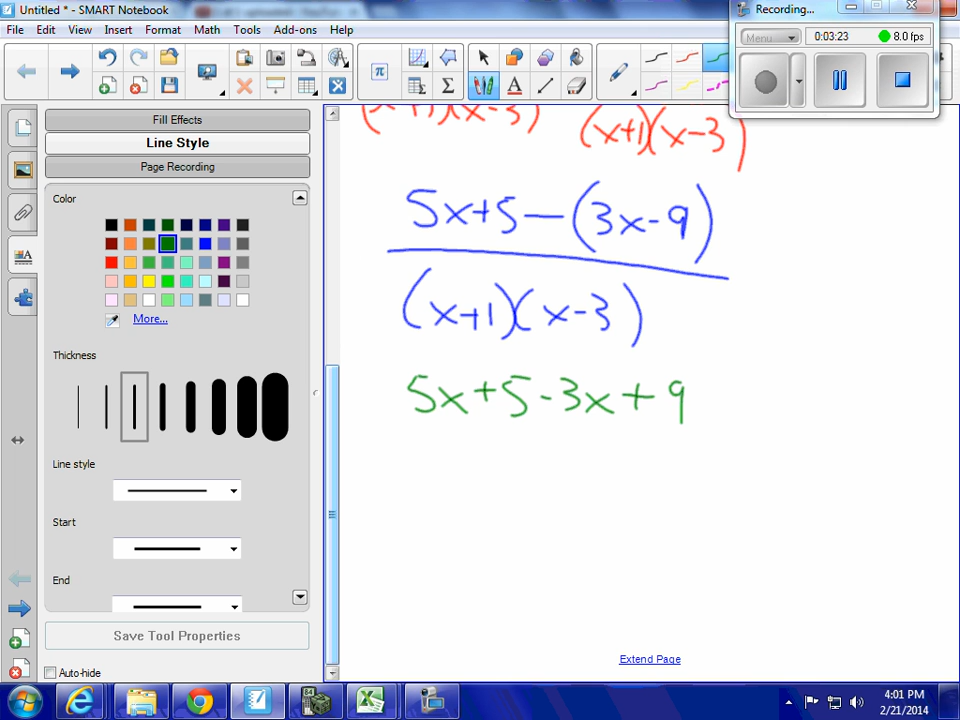 Untitled * - SMART Notebook
Recording...
File Edit View Insert Format Math Tools Add-ons Help
Menu
0:03:23
8.0 fps
π
Σ
A
Fill Effects
Line Style
Page Recording
Color
More...
Thickness
Line style
Start
End
Save Tool Properties
Auto-hide
(x+1)(x-3) (x+1)(x-3)
5x+5-(3x-9)
(x+1)(x-3)
5x+5-3x+9
Extend Page
4:01 PM
2/21/2014